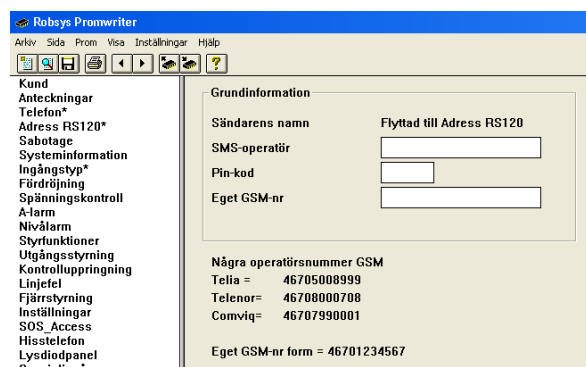 Robsys Promwriter
Arkiv Sida Prom Visa Inställningar Hjälp
Kund
Anteckningar
Telefon*
Adress RS120*
Sabotage
Systeminformation
Ingångstyp*
Fördröjning
Spänningskontroll
A-larm
Nivålarm
Styrfunktioner
Utgångsstyrning
Kontrolluppringning
Linjefel
Fjärrstyrning
Inställningar
SOS_Access
Hisstelefon
Lysdiodpanel
Grundinformation
Sändarens namn Flyttad till Adress RS120
SMS-operatör
Pin-kod
Eget GSM-nr
Några operatörsnummer GSM
Telia = 46705008999
Telenor= 46708000708
Comviq= 46707990001
Eget GSM-nr form = 46701234567